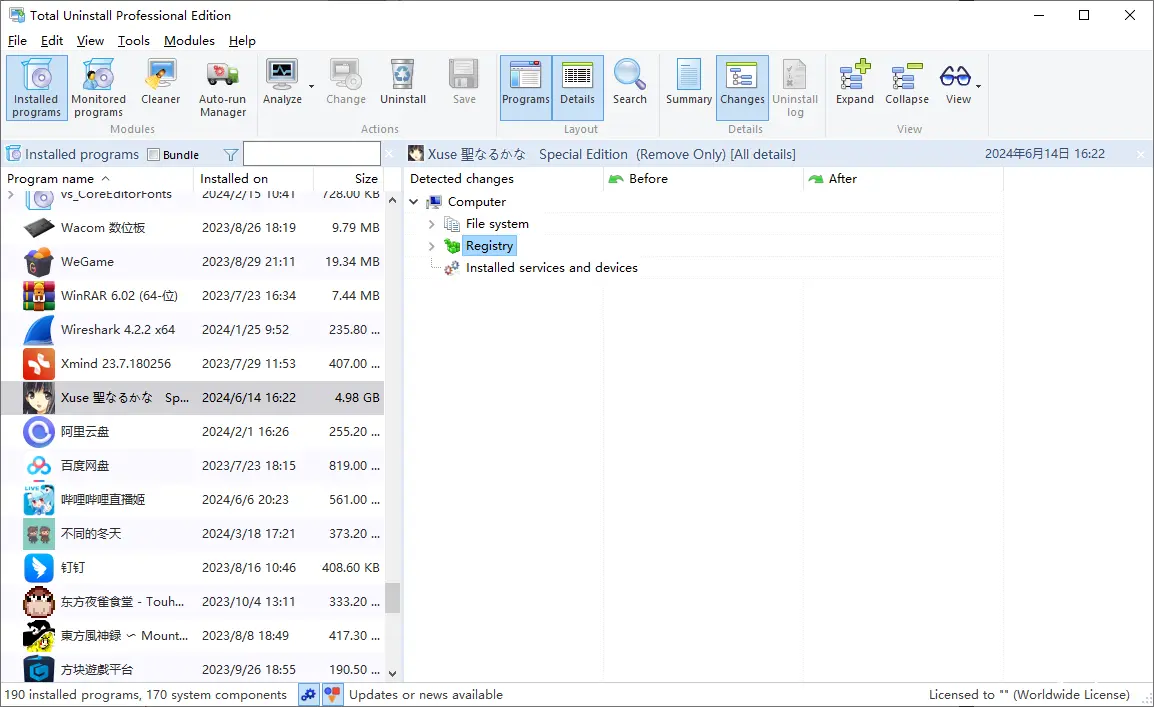 Total Uninstall Professional Edition
File Edit View Tools Modules Help
Installed programs
Monitored programs
Cleaner
Auto-run Manager
Modules
Analyze
Change
Uninstall
Save
Actions
Programs
Details
Search
Layout
Summary
Changes
Uninstall log
Details
Expand
Collapse
View
View
Installed programs Bundle
Xuse 聖なるかな Special Edition (Remove Only) [All details] 2024年6月14日 16:22
Program name Installed on Size
vs_CoreEditorFonts 2024/2/15 10:41 728.00 KB
Wacom 数位板 2023/8/26 18:19 9.79 MB
WeGame 2023/8/29 21:11 19.34 MB
WinRAR 6.02 (64-位) 2023/7/23 16:34 7.44 MB
Wireshark 4.2.2 x64 2024/1/25 9:52 235.80 ...
Xmind 23.7.180256 2023/7/29 11:53 407.00 ...
Xuse 聖なるかな Sp... 2024/6/14 16:22 4.98 GB
阿里云盘 2024/2/1 16:26 255.20 ...
百度网盘 2023/7/23 18:15 819.00 ...
哔哩哔哩直播姬 2024/6/6 20:23 561.00 ...
不同的冬天 2024/3/18 17:21 373.20 ...
钉钉 2023/8/16 10:46 408.60 KB
东方夜雀食堂 - Touh... 2023/10/4 13:11 333.20 ...
東方風神録 ~ Mount... 2023/8/8 18:49 417.30 ...
方块遊戲平台 2023/9/26 18:55 190.50 ...
Detected changes Before After
Computer
File system
Registry
Installed services and devices
190 installed programs, 170 system components Updates or news available Licensed to "" (Worldwide License)